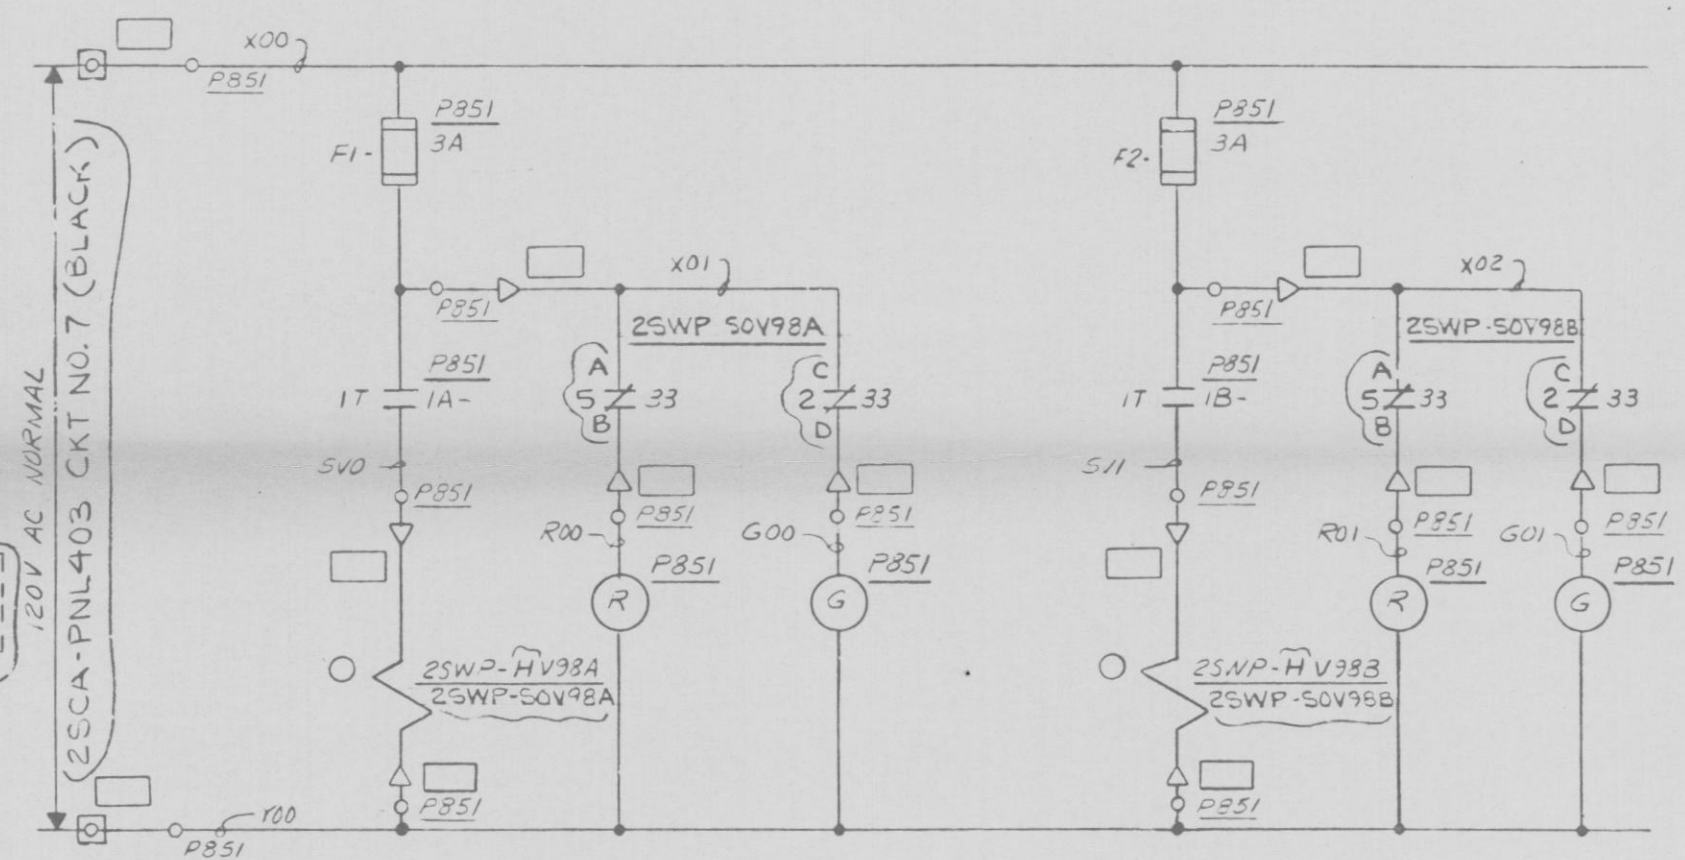 X00
P851
P851
3A
F1-
P851
3A
F2-
X01
P851
2SWP SOV98A
X02
P851
2SWP-SOV98B
120V AC NORMAL
(2SCA-PNL403 CKT NO.7 (BLACK)
P851
1T 1A-
A
5 33
B
C
2 33
D
P851
1T 1B-
A
5 33
B
C
2 33
D
SV0
P851
P851
P851
SV1
P851
P851
P851
R00
P851
G00
P851
R01
P851
G01
P851
R
G
R
G
2SWP-HV98A
2SWP-SOV98A
2SWP-HV98B
2SWP-SOV98B
P851
P851
Y00
P851